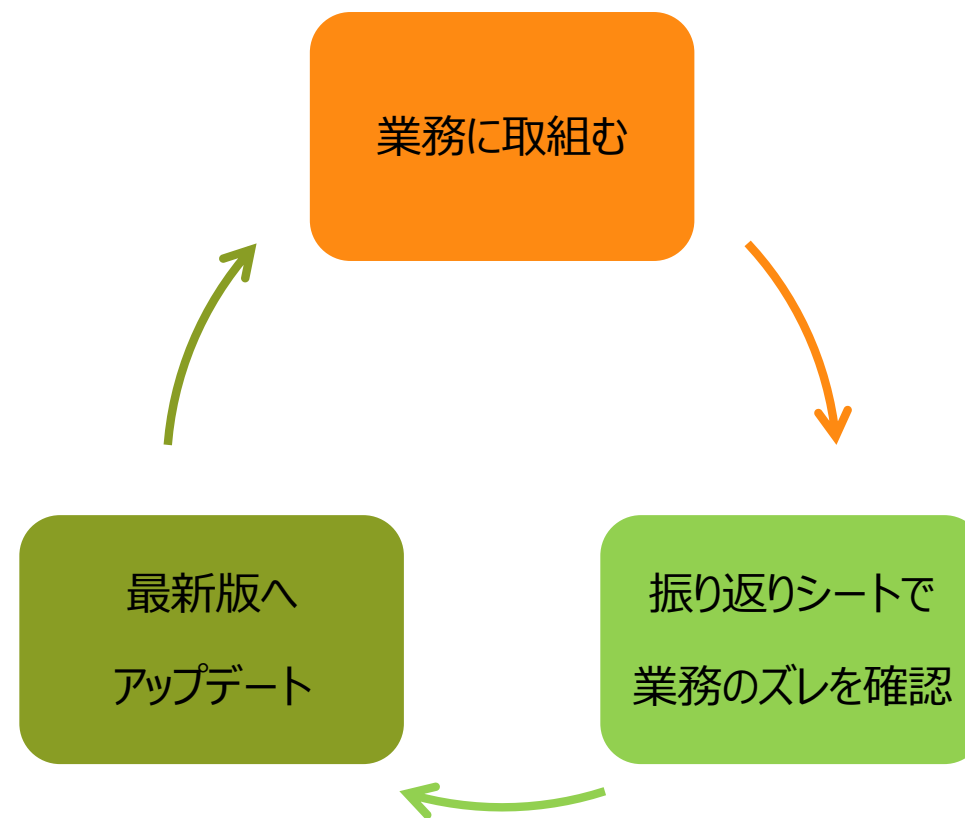 業務に取組む
最新版へ
アップデート
振り返りシートで
業務のズレを確認